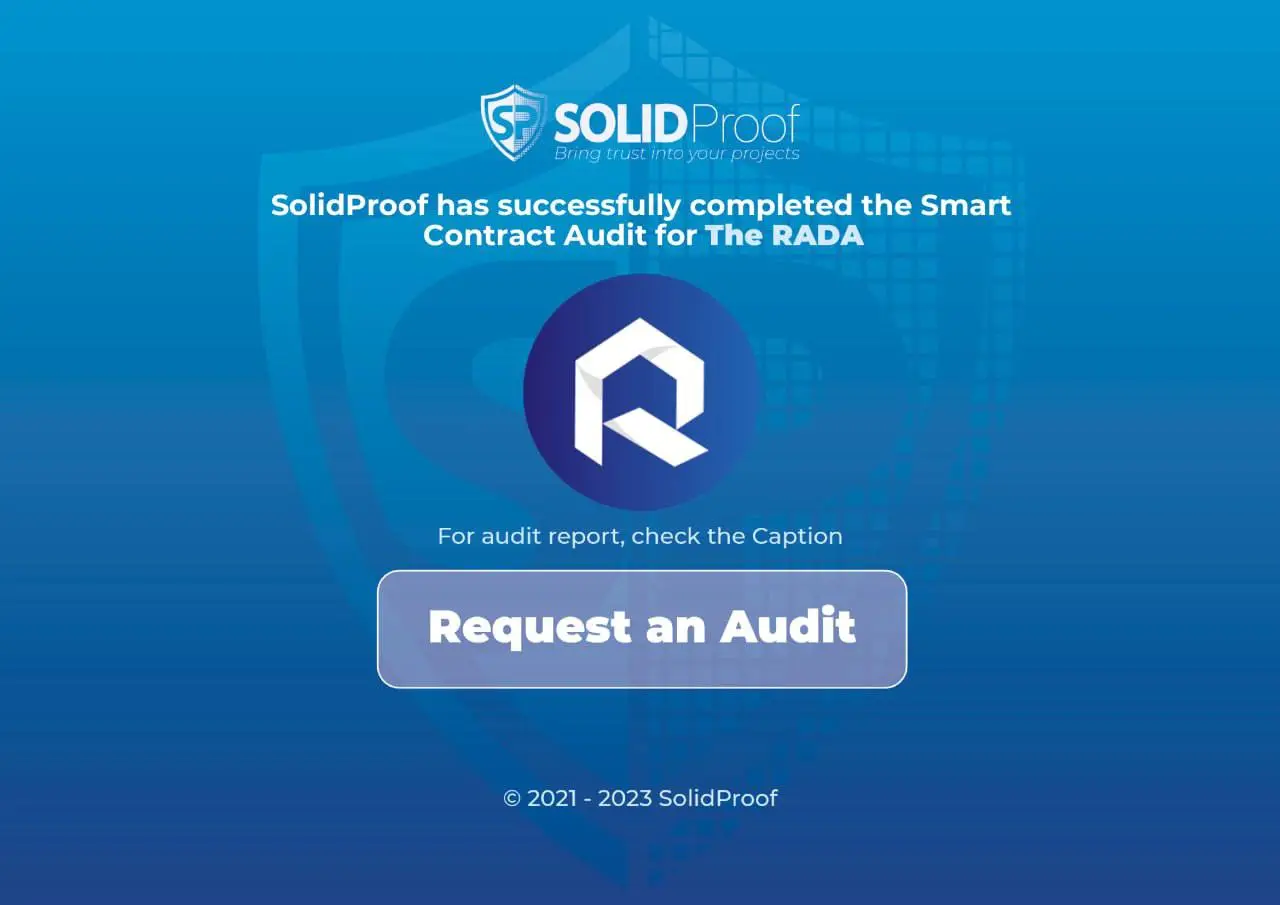 SP SOLIDProof
Bring trust into your projects
SolidProof has successfully completed the Smart
Contract Audit for The RADA
For audit report, check the Caption
Request an Audit
© 2021 - 2023 SolidProof